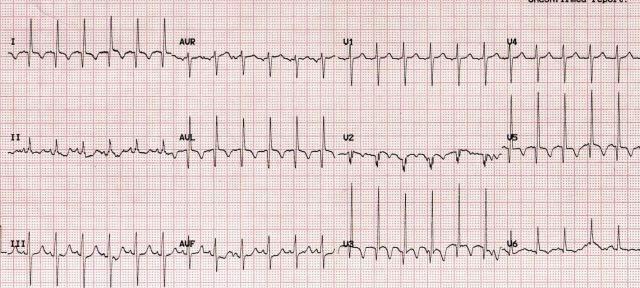 Unconfirmed report.
I AVR V1 V4
II AVL V2 V5
III AVF V3 V6